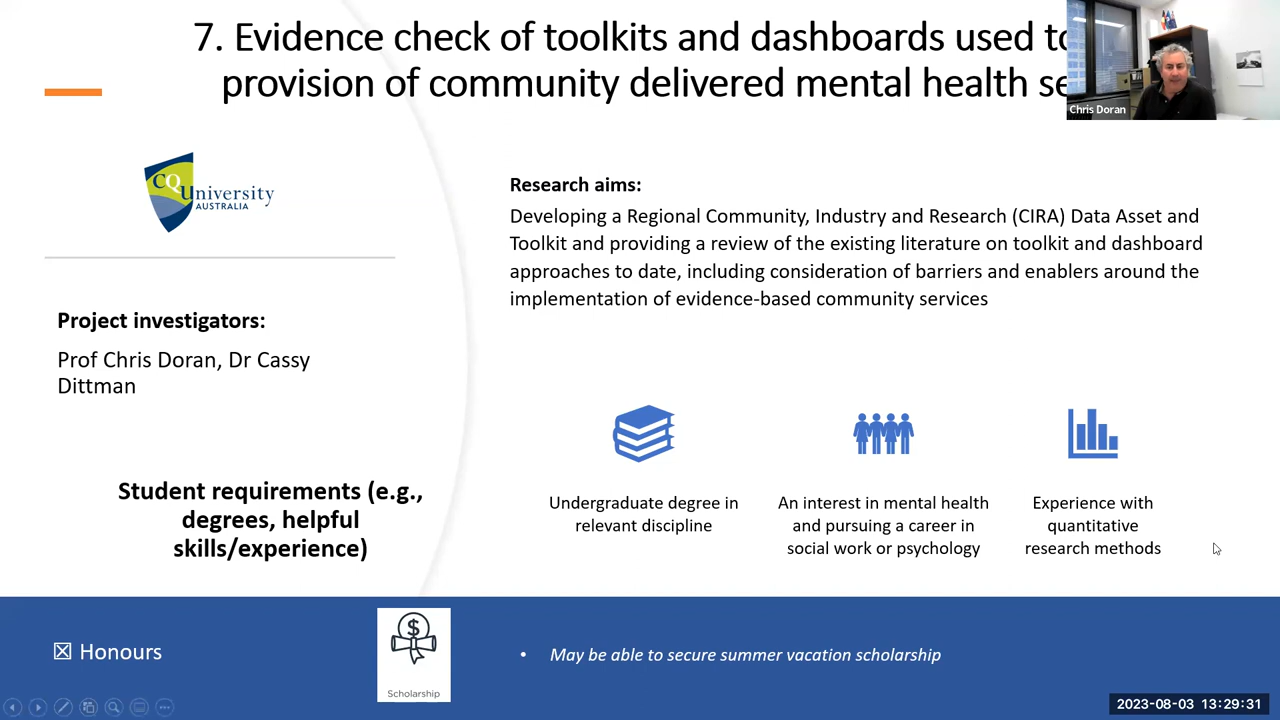 7. Evidence check of toolkits and dashboards used to
provision of community delivered mental health se
Chris Doran
CQUniversity
AUSTRALIA
Research aims:
Developing a Regional Community, Industry and Research (CIRA) Data Asset and
Toolkit and providing a review of the existing literature on toolkit and dashboard
approaches to date, including consideration of barriers and enablers around the
implementation of evidence-based community services
Project investigators:
Prof Chris Doran, Dr Cassy
Dittman
Student requirements (e.g.,
degrees, helpful
skills/experience)
Undergraduate degree in
relevant discipline
An interest in mental health
and pursuing a career in
social work or psychology
Experience with
quantitative
research methods
☒ Honours
$
Scholarship
• May be able to secure summer vacation scholarship
2023-08-03 13:29:31